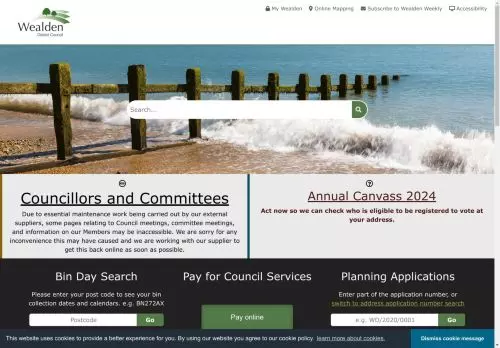 Wealden
District Council
My Wealden
Online Mapping
Subscribe to Wealden Weekly
Accessibility
Search...
Councillors and Committees
Due to essential maintenance work being carried out by our external
suppliers, some pages relating to Council meetings, committee meetings,
and information on our Members may be inaccessible. We are sorry for any
inconvenience this may have caused and we are working with our supplier to
get this back online as soon as possible.
Annual Canvass 2024
Act now so we can check who is eligible to be registered to vote at
your address.
Bin Day Search
Please enter your post code to see your bin
collection dates and calendars. e.g. BN272AX
Postcode
Go
Pay for Council Services
Pay online
Planning Applications
Enter part of the application number, or
switch to address application number search
e.g. WD/2020/0001
Go
This website uses cookies to provide a better experience for you. By using our website you agree to our cookie policy. learn more about cookies.
Dismiss cookie message